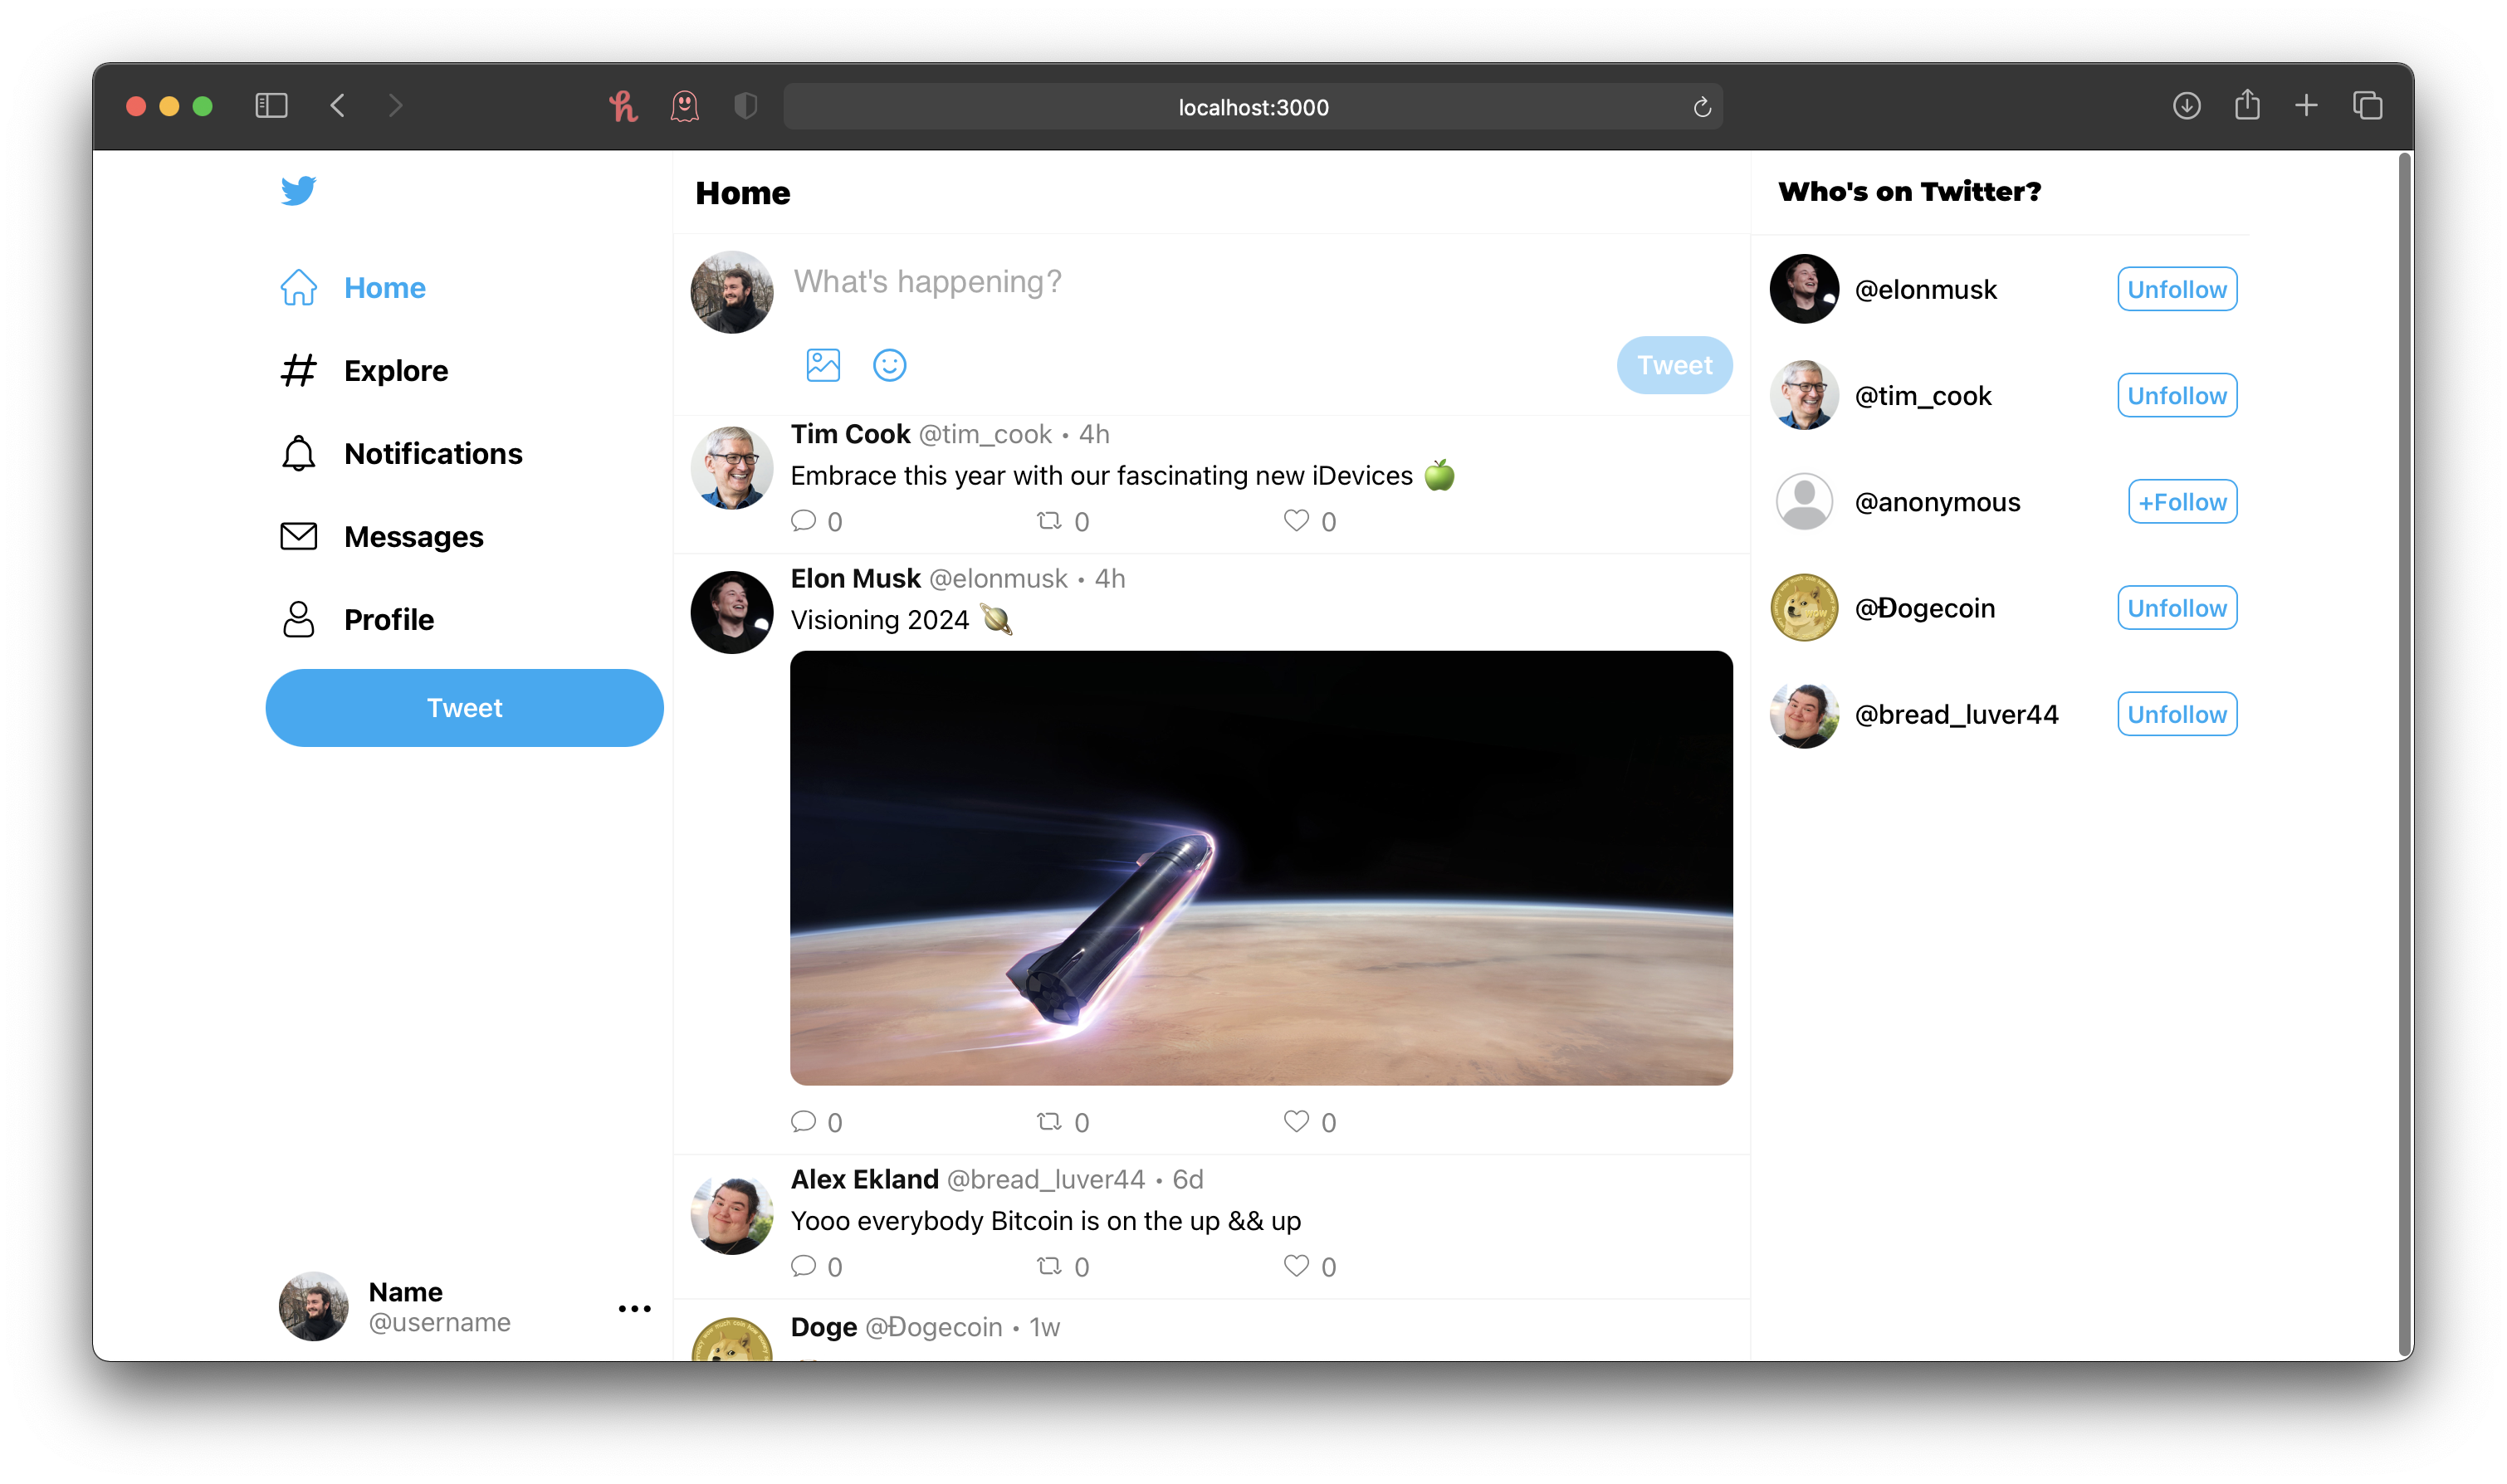 localhost:3000
Home
Explore
Notifications
Messages
Profile
Tweet
Name
@username
Home
What's happening?
Tweet
Tim Cook @tim_cook • 4h
Embrace this year with our fascinating new iDevices 🍏
0 0 0
Elon Musk @elonmusk • 4h
Visioning 2024 🪐
0 0 0
Alex Ekland @bread_luver44 • 6d
Yooo everybody Bitcoin is on the up && up
0 0 0
Doge @Ðogecoin • 1w
Who's on Twitter?
@elonmusk Unfollow
@tim_cook Unfollow
@anonymous +Follow
@Ðogecoin Unfollow
@bread_luver44 Unfollow